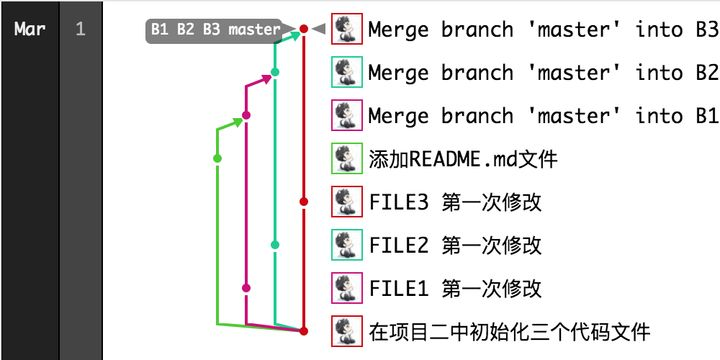 Mar 1 B1 B2 B3 master Merge branch 'master' into B3
Merge branch 'master' into B2
Merge branch 'master' into B1
添加README.md文件
FILE3 第一次修改
FILE2 第一次修改
FILE1 第一次修改
在项目二中初始化三个代码文件